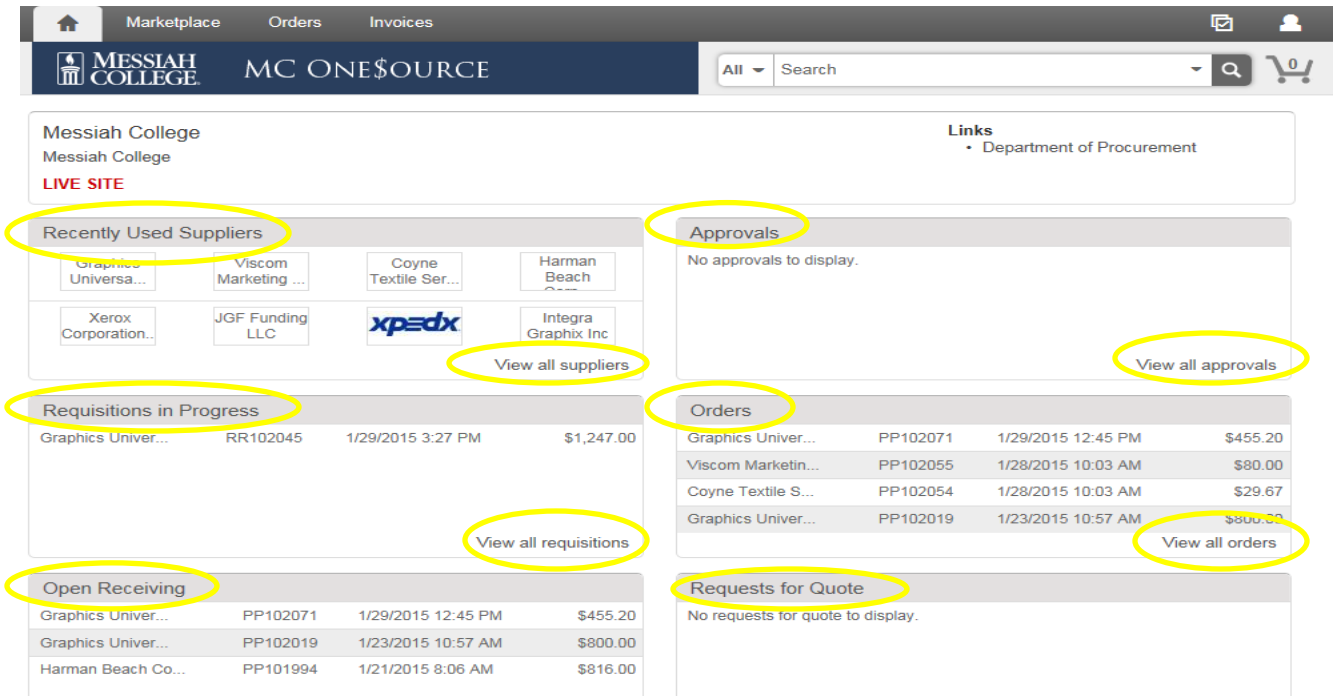 Marketplace Orders Invoices
MESSIAH COLLEGE. MC ONE$OURCE All Search 0
Messiah College
Messiah College
LIVE SITE
Links
• Department of Procurement
Recently Used Suppliers
Graphics Universa...
Viscom Marketing ...
Coyne Textile Ser...
Harman Beach
Xerox Corporation..
JGF Funding LLC
xpedx
Integra Graphix Inc
View all suppliers
Approvals
No approvals to display.
View all approvals
Requisitions in Progress
Graphics Univer... RR102045 1/29/2015 3:27 PM $1,247.00
View all requisitions
Orders
Graphics Univer... PP102071 1/29/2015 12:45 PM $455.20
Viscom Marketin... PP102055 1/28/2015 10:03 AM $80.00
Coyne Textile S... PP102054 1/28/2015 10:03 AM $29.67
Graphics Univer... PP102019 1/23/2015 10:57 AM
View all orders
Open Receiving
Graphics Univer... PP102071 1/29/2015 12:45 PM $455.20
Graphics Univer... PP102019 1/23/2015 10:57 AM $800.00
Harman Beach Co... PP101994 1/21/2015 8:06 AM $816.00
Requests for Quote
No requests for quote to display.